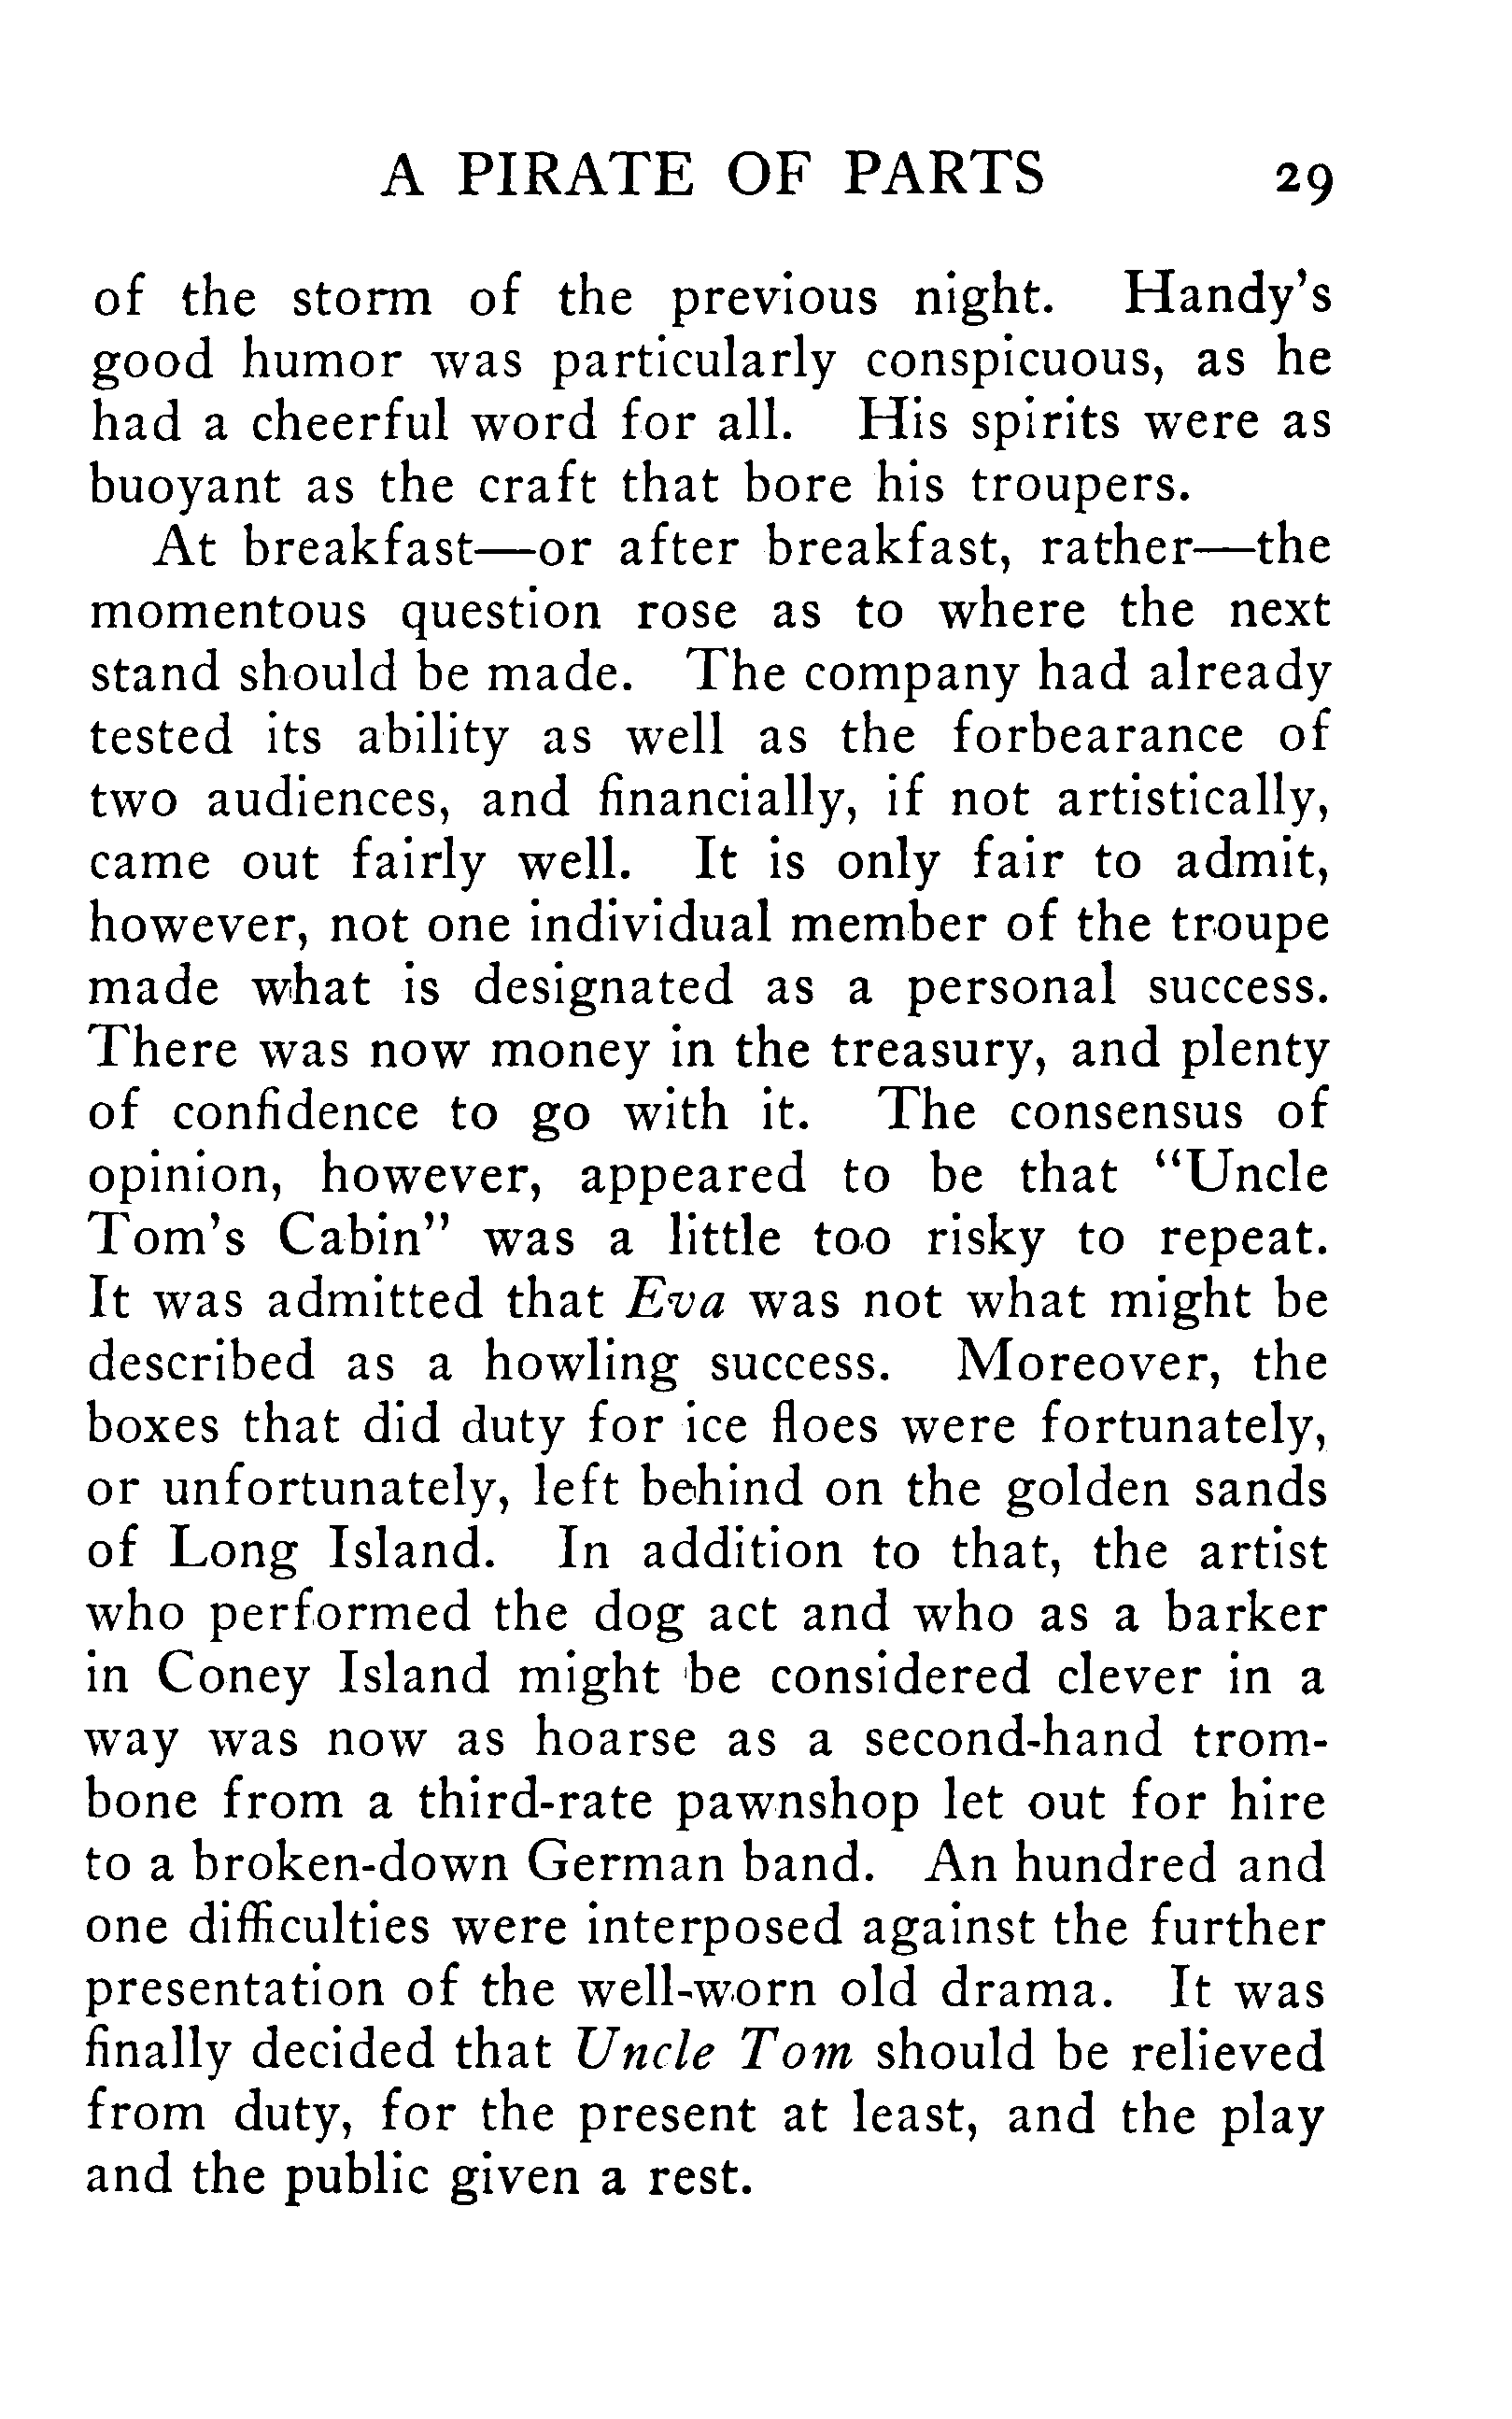 A PIRATE OF PARTS 29
of the storm of the previous night. Handy's
good humor was particularly conspicuous, as he
had a cheerful word for all. His spirits were as
buoyant as the craft that bore his troupers.
At breakfast—or after breakfast, rather—the
momentous question rose as to where the next
stand should be made. The company had already
tested its ability as well as the forbearance of
two audiences, and financially, if not artistically,
came out fairly well. It is only fair to admit,
however, not one individual member of the troupe
made what is designated as a personal success.
There was now money in the treasury, and plenty
of confidence to go with it. The consensus of
opinion, however, appeared to be that "Uncle
Tom's Cabin" was a little too risky to repeat.
It was admitted that Eva was not what might be
described as a howling success. Moreover, the
boxes that did duty for ice floes were fortunately,
or unfortunately, left behind on the golden sands
of Long Island. In addition to that, the artist
who performed the dog act and who as a barker
in Coney Island might be considered clever in a
way was now as hoarse as a second-hand trom-
bone from a third-rate pawnshop let out for hire
to a broken-down German band. An hundred and
one difficulties were interposed against the further
presentation of the well-worn old drama. It was
finally decided that Uncle Tom should be relieved
from duty, for the present at least, and the play
and the public given a rest.